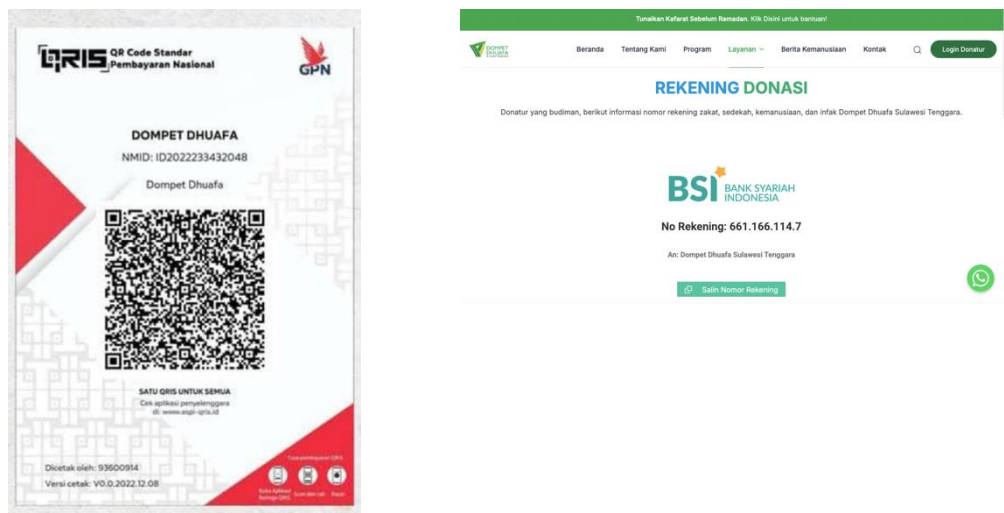 QRIS
QR Code Standar
Pembayaran Nasional
GPN
DOMPET DHUAFA
NMID: ID2022233432048
Dompet Dhuafa
SATU QRIS UNTUK SEMUA
Cek aplikasi penyelenggara
di: www.aspi-qris.id
Dicetak oleh: 93600914
Versi cetak: V0.0.2022.12.08
Tunaikan Kafarat Sebelum Ramadan. Klik Disini untuk bantuan!
DOMPET
DHUAFA
Beranda Tentang Kami Program Layanan Berita Kemanusiaan Kontak Login Donatur
REKENING DONASI
Donatur yang budiman, berikut informasi nomor rekening zakat, sedekah, kemanusiaan, dan infak Dompet Dhuafa Sulawesi Tenggara.
BSI BANK SYARIAH
INDONESIA
No Rekening: 661.166.114.7
An: Dompet Dhuafa Sulawesi Tenggara
Salin Nomor Rekening